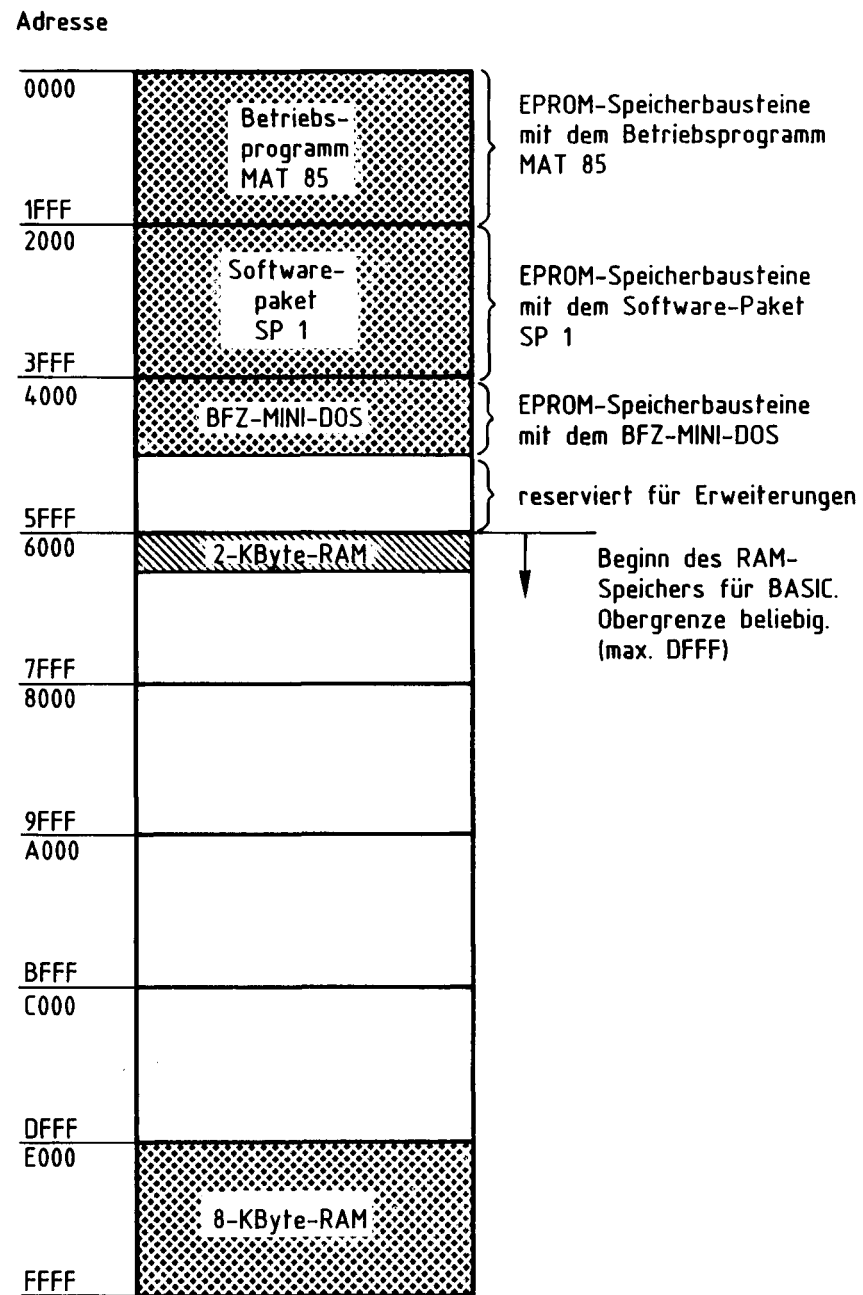 Adresse
0000
Betriebs-
programm
MAT 85
EPROM-Speicherbausteine
mit dem Betriebsprogramm
MAT 85
1FFF
2000
Software-
paket
SP 1
EPROM-Speicherbausteine
mit dem Software-Paket
SP 1
3FFF
4000
BFZ-MINI-DOS
EPROM-Speicherbausteine
mit dem BFZ-MINI-DOS
reserviert für Erweiterungen
5FFF
6000
2-KByte-RAM
Beginn des RAM-
Speichers für BASIC.
Obergrenze beliebig.
(max. DFFF)
7FFF
8000
9FFF
A000
BFFF
C000
DFFF
E000
8-KByte-RAM
FFFF